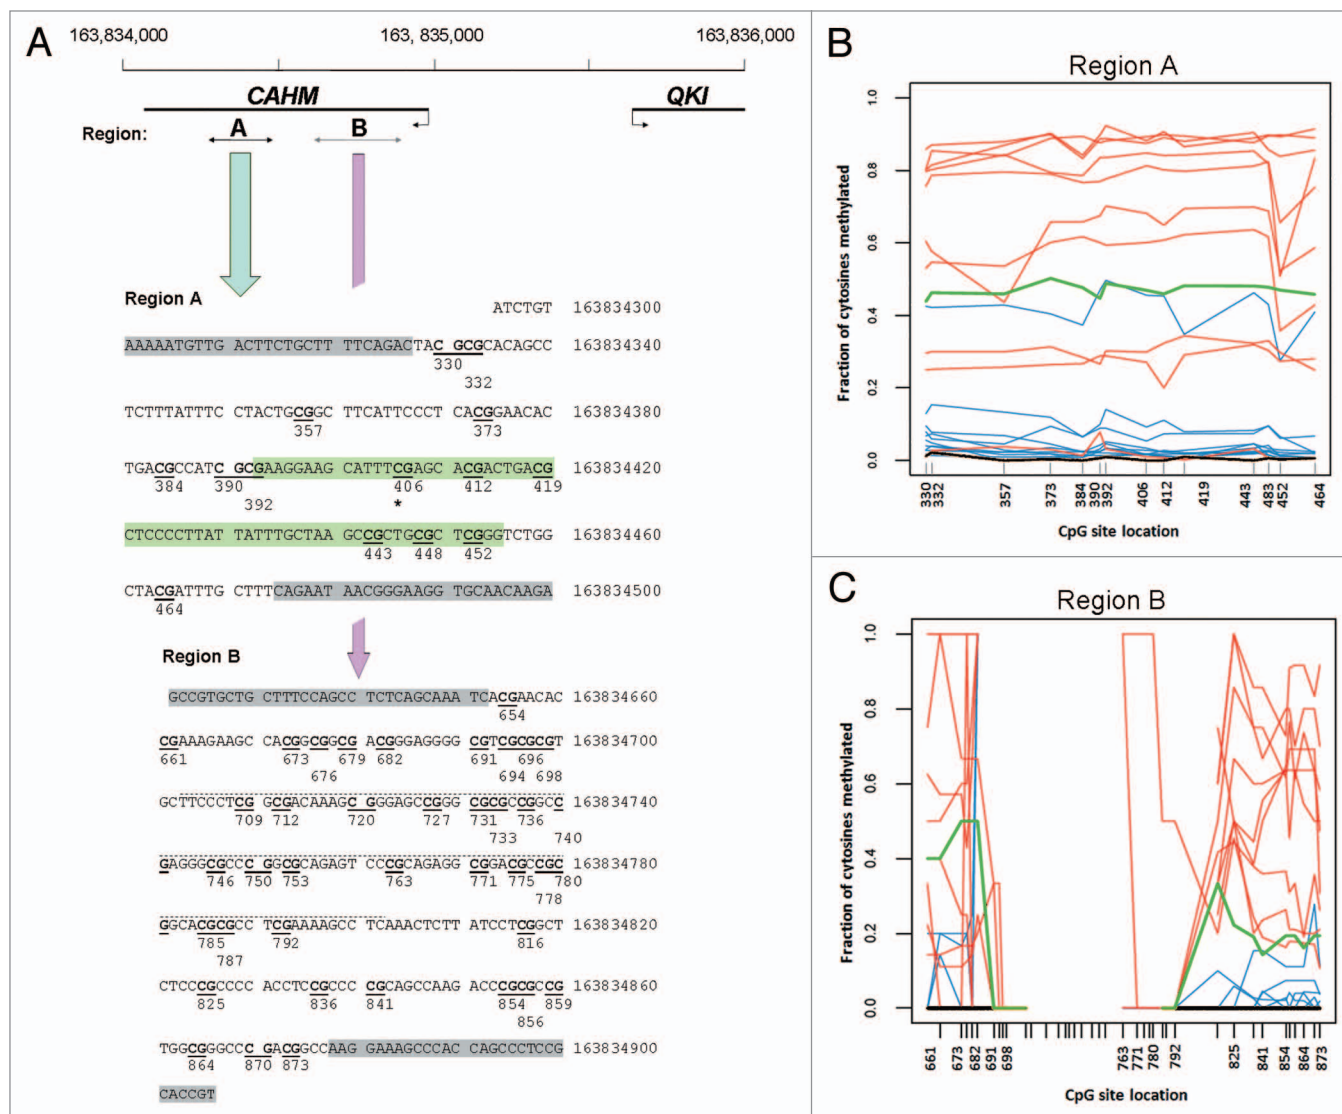 A
163,834,000 163, 835,000 163,836,000
CAHM QKI
Region: A B
Region A
ATCTGT 163834300
AAAAATGTTG ACTTCTGCTT TTCAGACTAC GCGCACAGCC 163834340
330
332
TCTTTATTTC CTACTGCGGC TTCATTCCCT CACGGAACAC 163834380
357 373
TGACGCCATC GCGAAGGAAG CATTTCGAGC ACGACTGACG 163834420
384 390 406 412 419
392 *
CTCCCCTTAT TATTTGCTAA GCCGCTGCGC TCGGGTCTGG 163834460
443 448 452
CTACGATTTG CTTTCAGAAT AACGGGAAGG TGCAACAAGA 163834500
464
Region B
GCCGTGCTG CTTTCCAGCC TCTCAGCAAA TCACGAACAC 163834660
654
CGAAAGAAGC CACGGCGGCG ACGGGAGGGG CGTCGCGCGT 163834700
661 673 679 682 691 696
676 694 698
GCTTCCCTCG GCGACAAAGC GGGAGCCGGG CGCGCCGGCC 163834740
709 712 720 727 731 736
733 740
GAGGGCGCCC GGCGCAGAGT CCCGCAGAGG CGGACGCCGC 163834780
746 750 753 763 771 775 780
778
GGCACGCGCC TCGAAAAGCC TCAAACTCTT ATCCTCGGCT 163834820
785 792 816
787
CTCCCGCCCC ACCTCCGCCC CGCAGCCAAG ACCCGCGCCG 163834860
825 836 841 854 859
856
TGGCGGGCCC GACGGCCAAG GAAAGCCCAC CAGCCCTCCG 163834900
864 870 873
CACCGT
B
Region A
Fraction of cytosines methylated
1.0
0.8
0.6
0.4
0.2
0.0
330 332 357 373 384 390 392 406 412 419 443 483 452 464
CpG site location
C
Region B
Fraction of cytosines methylated
1.0
0.8
0.6
0.4
0.2
0.0
661 673 682 691 698 763 771 780 792 825 841 854 864 873
CpG site location